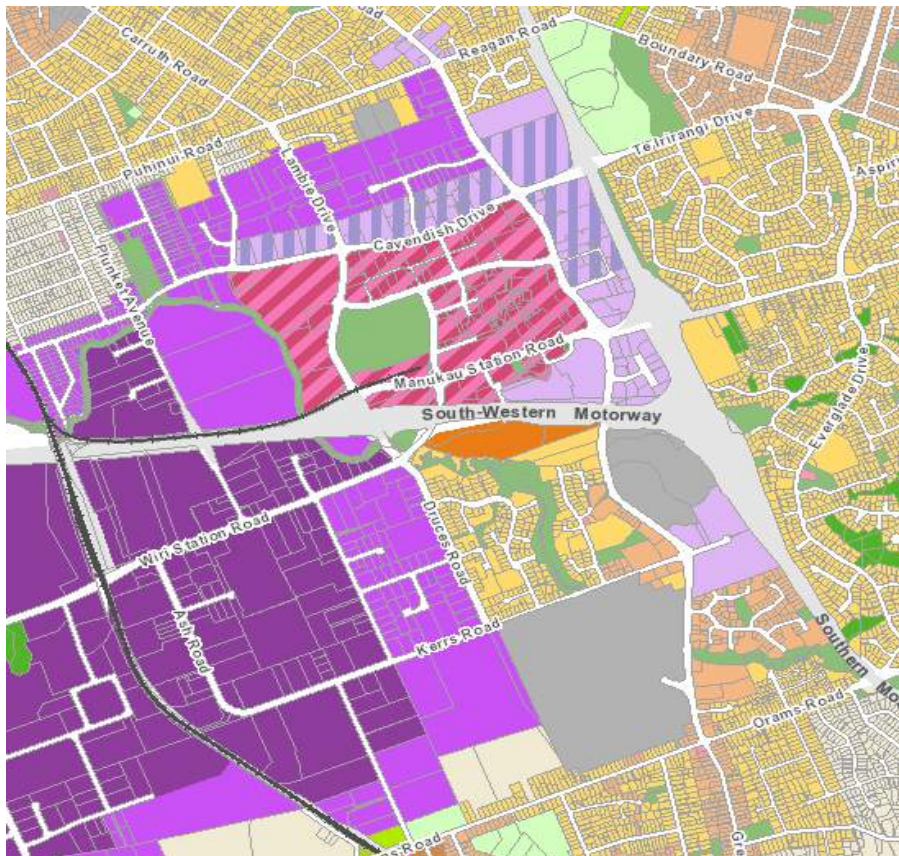 Road
Reagan Road
Carruth Road
Boundary Road
Te Irirangi Drive
Puhinui Road
Lambie Drive
Cavendish Drive
Plunket Avenue
Manukau Station Road
Everglade Drive
South-Western Motorway
Druces Road
Wiri Station Road
Ash Road
Kerrs Road
Southern
Orams Road
Road